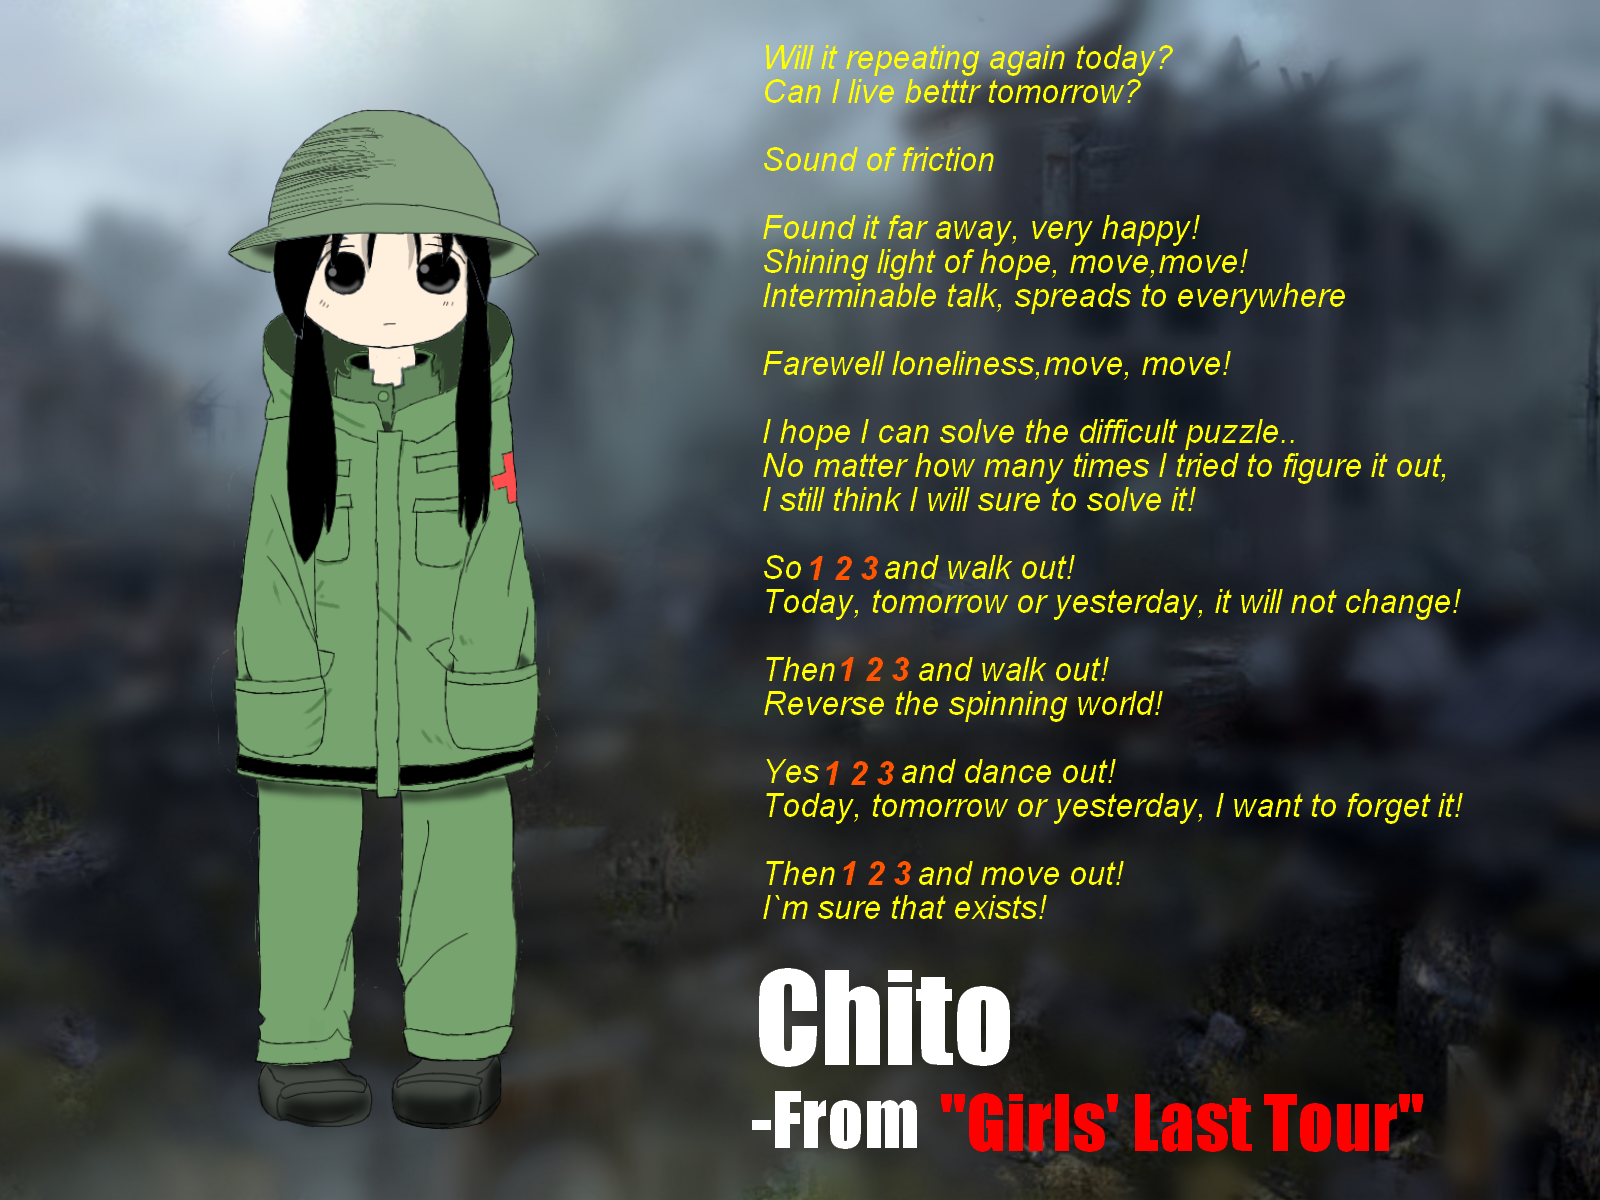 Will it repeating again today?
Can I live betttr tomorrow?
Sound of friction
Found it far away, very happy!
Shining light of hope, move,move!
Interminable talk, spreads to everywhere
Farewell loneliness,move, move!
I hope I can solve the difficult puzzle..
No matter how many times I tried to figure it out,
I still think I will sure to solve it!
So 1 2 3 and walk out!
Today, tomorrow or yesterday, it will not change!
Then 1 2 3 and walk out!
Reverse the spinning world!
Yes 1 2 3 and dance out!
Today, tomorrow or yesterday, I want to forget it!
Then 1 2 3 and move out!
I`m sure that exists!
Chito
-From "Girls' Last Tour"